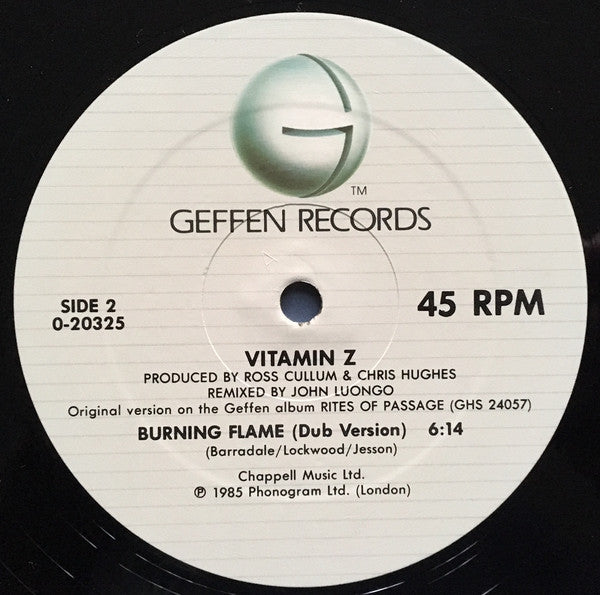 TM
GEFFEN RECORDS
SIDE 2
0-20325
45 RPM
VITAMIN Z
PRODUCED BY ROSS CULLUM & CHRIS HUGHES
REMIXED BY JOHN LUONGO
Original version on the Geffen album RITES OF PASSAGE (GHS 24057)
BURNING FLAME (Dub Version) 6:14
(Barradale/Lockwood/Jesson)
Chappell Music Ltd.
℗ 1985 Phonogram Ltd. (London)